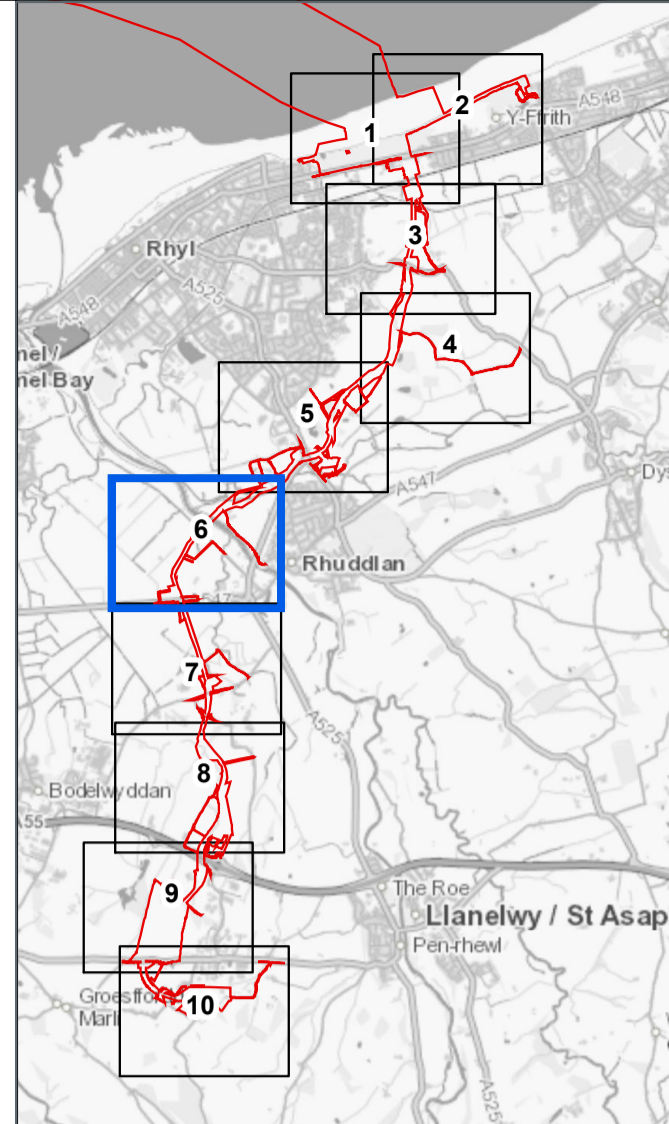 2
A548
1
Y-Ffrith
3
Rhyl
A525
A548
4
nel /
nel Bay
5
A547
Dys
6
Rhuddlan
7
A525
8
Bodelwyddan
A55
The Roe
9
Llanelwy / St Asap
Pen-rhewl
Groesffo
Marli
10
A525